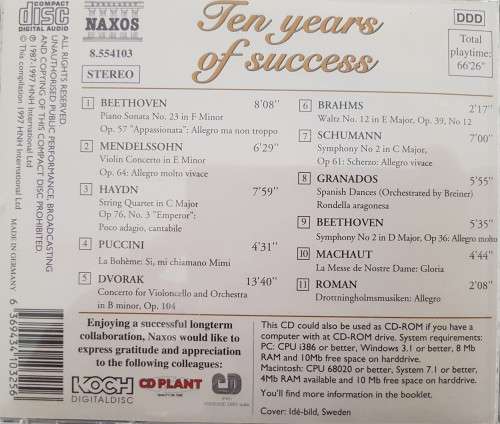 COMPACT
disc
DIGITAL AUDIO
NAXOS
8.554103
STEREO
Ten years
of success
DDD
Total
playtime:
66'26"
ALL RIGHTS RESERVED
UNAUTHORISED PUBLIC PERFORMANCE, BROADCASTING
AND COPYING OF THIS COMPACT DISC PROHIBITED.
℗ 1987-1997 HNH International Ltd
© This compilation 1997 HNH International Ltd
MADE IN GERMANY
1 BEETHOVEN 8'08"
Piano Sonata No. 23 in F Minor
Op. 57 "Appassionata": Allegro ma non troppo
2 MENDELSSOHN 6'29"
Violin Concerto in E Minor
Op. 64: Allegro molto vivace
3 HAYDN 7'59"
String Quartet in C Major
Op 76, No. 3 "Emperor":
Poco adagio, cantabile
4 PUCCINI 4'31"
La Bohème: Si, mi chiamano Mimi
5 DVORAK 13'40"
Concerto for Violoncello and Orchestra
in B minor, Op. 104
6 BRAHMS 2'17"
Waltz No. 12 in E Major, Op. 39, No 12
7 SCHUMANN 7'00"
Symphony No 2 in C Major,
Op 61: Scherzo: Allegro vivace
8 GRANADOS 5'55"
Spanish Dances (Orchestrated by Breiner)
Rondella aragonesa
9 BEETHOVEN 5'35"
Symphony No 2 in D Major, Op 36: Allegro molto
10 MACHAUT 4'44"
La Messe de Nostre Dame: Gloria
11 ROMAN 2'08"
Drottningholmsmusiken: Allegro
6 36943 41032 56
Enjoying a successful longterm
collaboration, Naxos would like to
express gratitude and appreciation
to the following colleagues:
KOCH
DIGITALDISC
CD PLANT
CD
This CD could also be used as CD-ROM if you have a
computer with at CD-ROM drive. System requirements:
PC: CPU i386 or better, Windows 3.1 or better, 8 Mb
RAM and 10Mb free space on harddrive.
Macintosh: CPU 68020 or better, System 7.1 or better,
4Mb RAM available and 10 Mb free space on harddrive.
You'll find more information in the booklet.
Cover: Idé-bild, Sweden